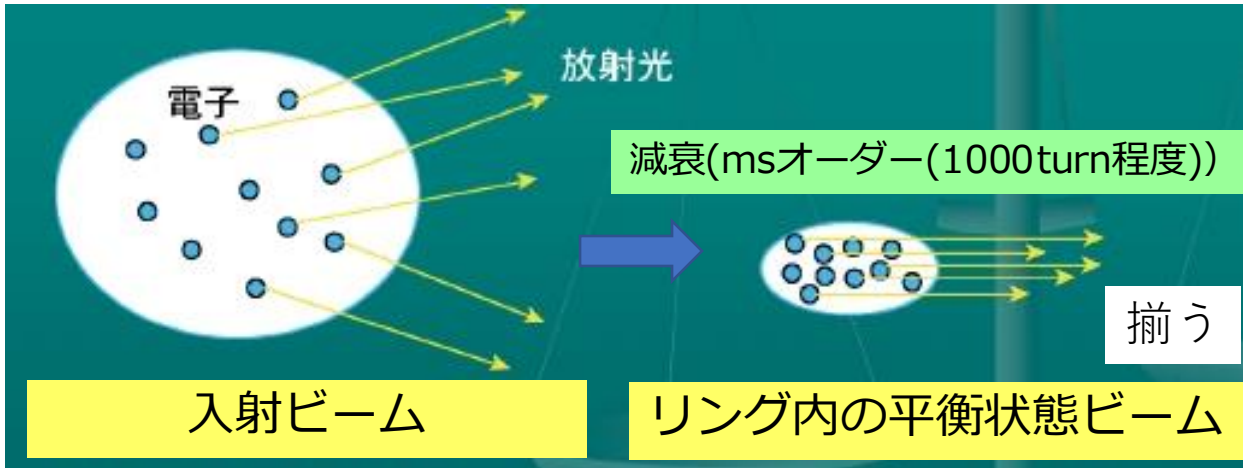 電子
放射光
減衰(msオーダー(1000turn程度))
揃う
入射ビーム
リング内の平衡状態ビーム